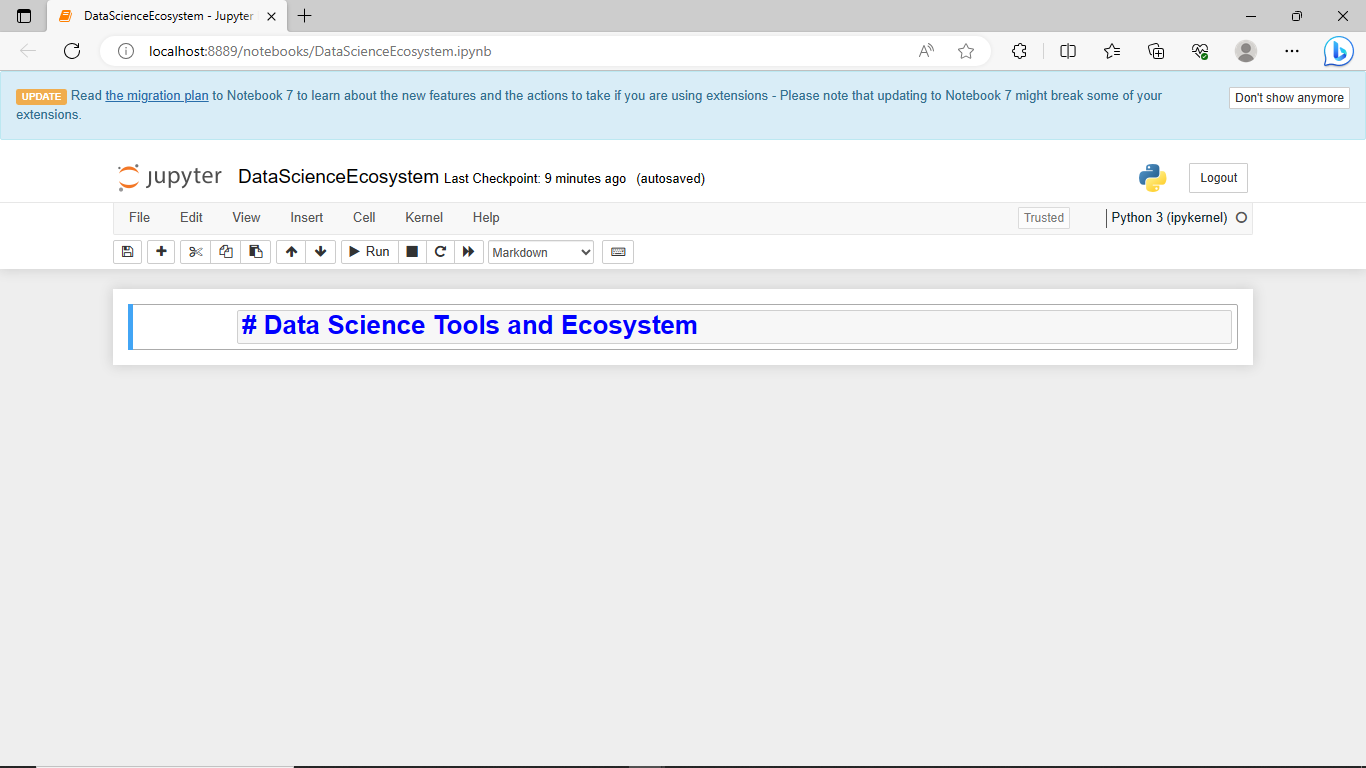 DataScienceEcosystem - Jupyter
localhost:8889/notebooks/DataScienceEcosystem.ipynb
UPDATE Read the migration plan to Notebook 7 to learn about the new features and the actions to take if you are using extensions - Please note that updating to Notebook 7 might break some of your
extensions.
Don't show anymore
jupyter DataScienceEcosystem Last Checkpoint: 9 minutes ago (autosaved)
Logout
File Edit View Insert Cell Kernel Help
Trusted Python 3 (ipykernel)
Run Markdown
# Data Science Tools and Ecosystem